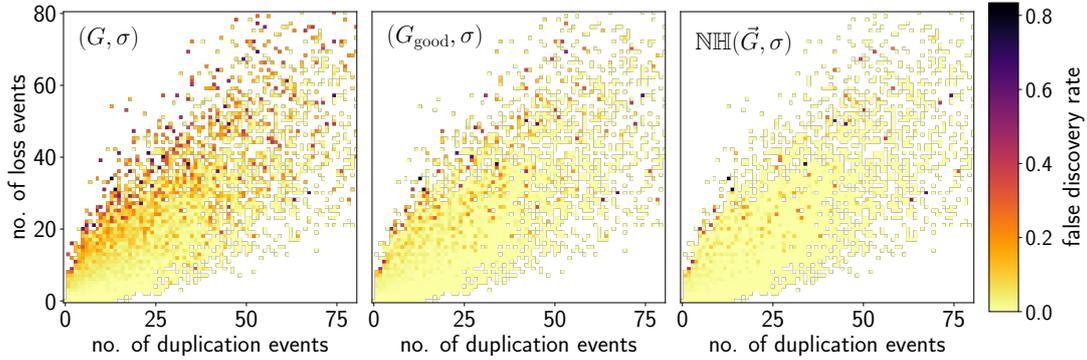 80
60
40
20
0
no. of loss events
(G, σ)
0 25 50 75
no. of duplication events
(G_good, σ)
0 25 50 75
no. of duplication events
ℕℍ(G⃗, σ)
0 25 50 75
no. of duplication events
0.8
0.6
0.4
0.2
0.0
false discovery rate